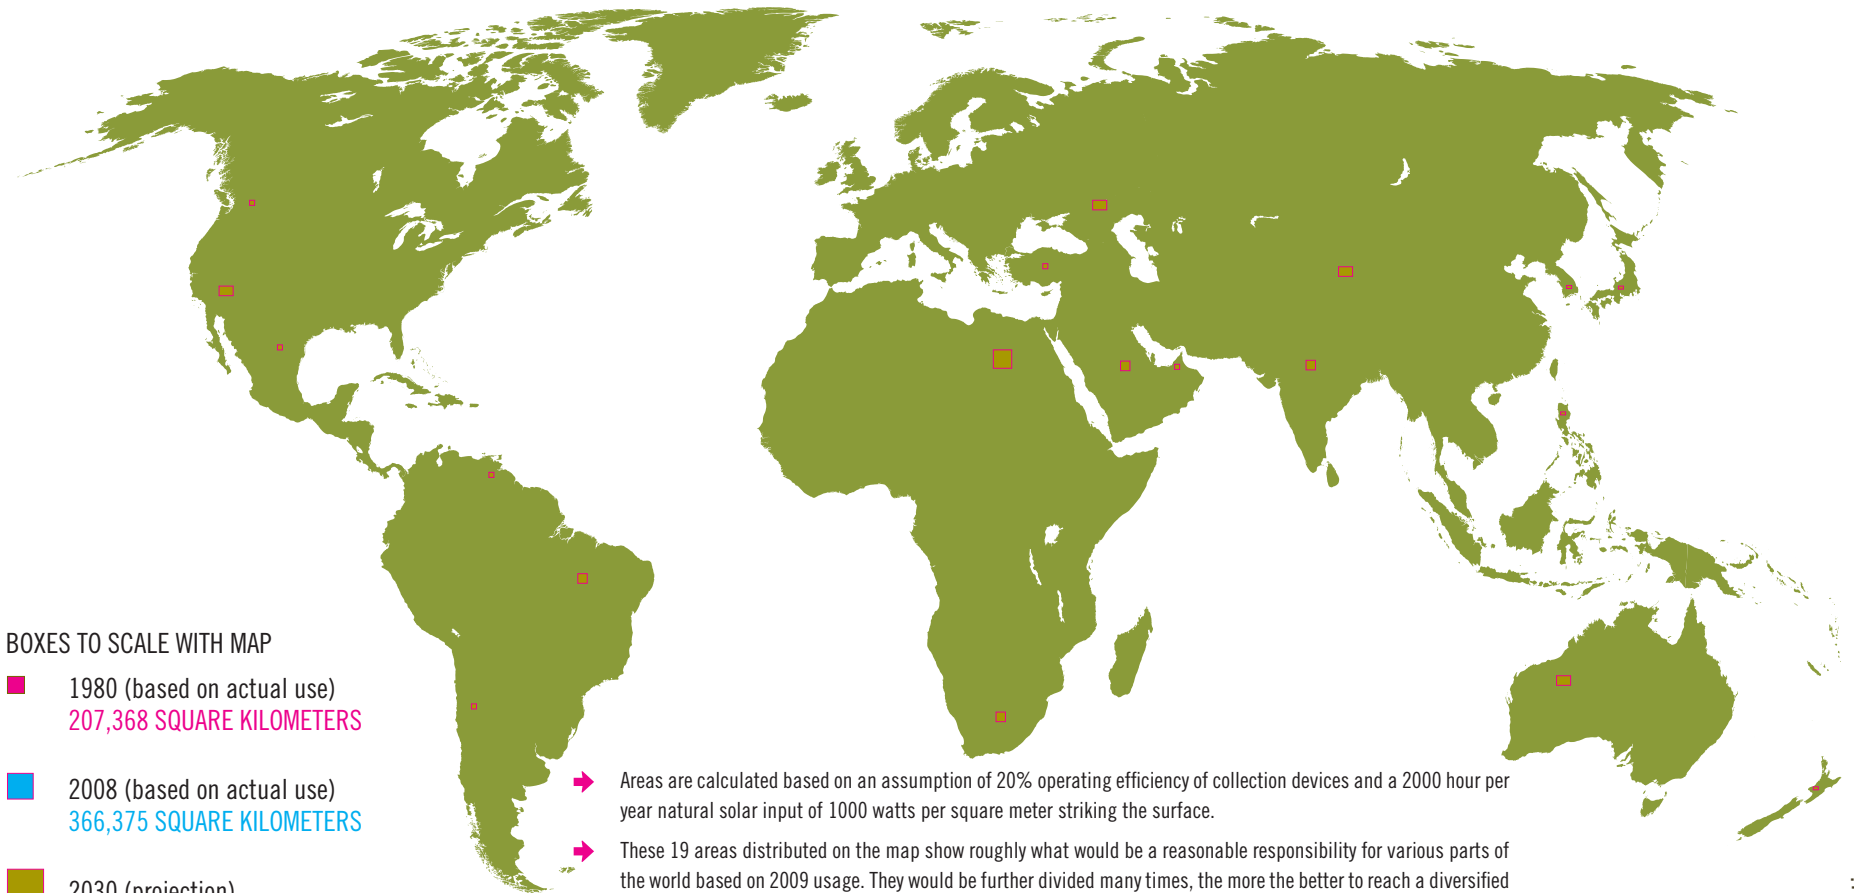 BOXES TO SCALE WITH MAP
1980 (based on actual use)
207,368 SQUARE KILOMETERS
2008 (based on actual use)
366,375 SQUARE KILOMETERS
2030 (projection)
Areas are calculated based on an assumption of 20% operating efficiency of collection devices and a 2000 hour per
year natural solar input of 1000 watts per square meter striking the surface.
These 19 areas distributed on the map show roughly what would be a reasonable responsibility for various parts of
the world based on 2009 usage. They would be further divided many times, the more the better to reach a diversified